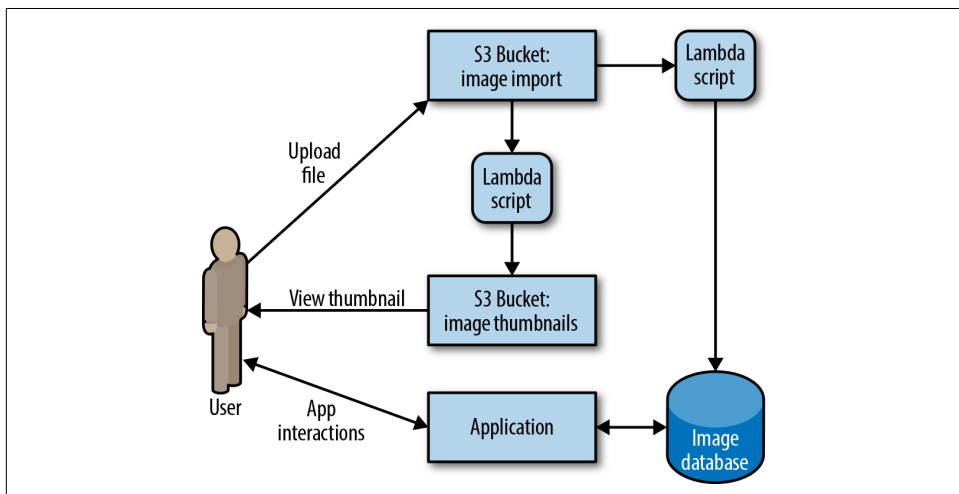 S3 Bucket:
image import
Lambda
script
Upload
file
Lambda
script
View thumbnail
S3 Bucket:
image thumbnails
User
App
interactions
Application
Image
database